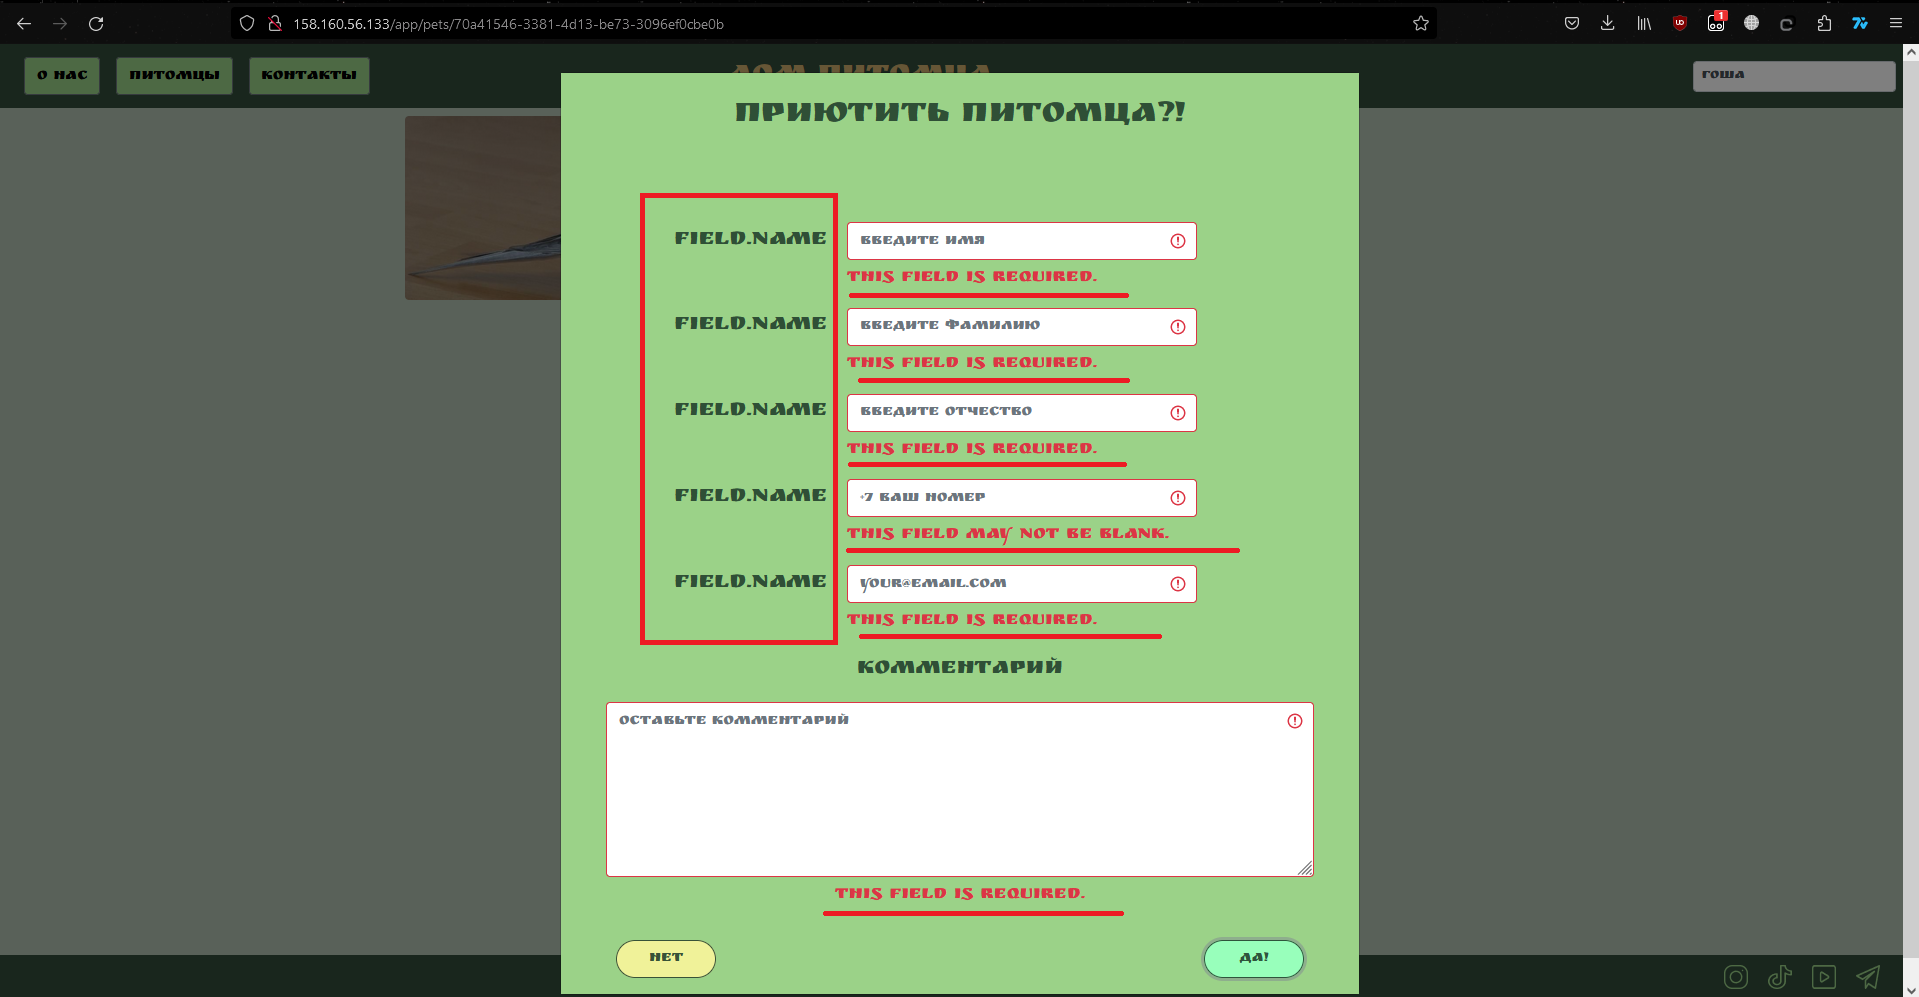 158.160.56.133/app/pets/70a41546-3381-4d13-be73-3096ef0cbe0b
1
О НАС
ПИТОМЦЫ
КОНТАКТЫ
ДОМ ПИТОМЦА
ГОША
ПРИЮТИТЬ ПИТОМЦА?!
FIELD.NAME
ВВЕДИТЕ ИМЯ
THIS FIELD IS REQUIRED.
FIELD.NAME
ВВЕДИТЕ ФАМИЛИЮ
THIS FIELD IS REQUIRED.
FIELD.NAME
ВВЕДИТЕ ОТЧЕСТВО
THIS FIELD IS REQUIRED.
FIELD.NAME
+7 ВАШ НОМЕР
THIS FIELD MAY NOT BE BLANK.
FIELD.NAME
YOUR@EMAIL.COM
THIS FIELD IS REQUIRED.
КОММЕНТАРИЙ
ОСТАВЬТЕ КОММЕНТАРИЙ
THIS FIELD IS REQUIRED.
НЕТ
ДА!